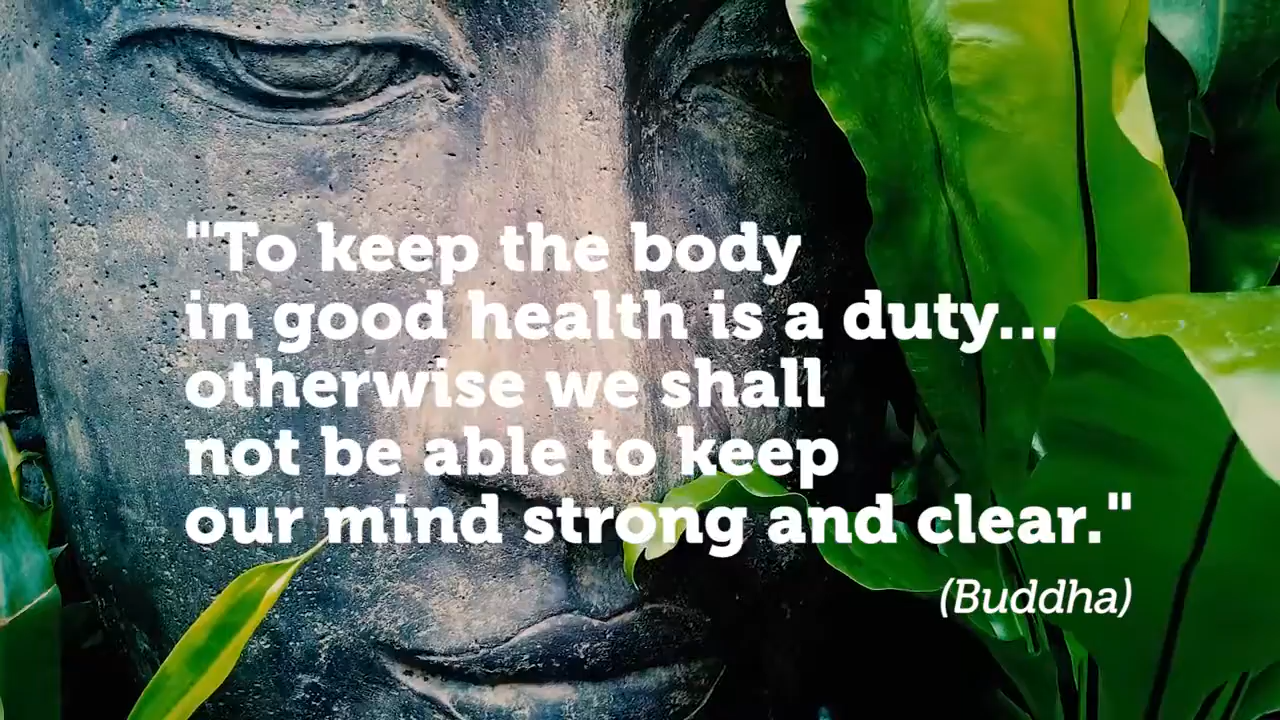 "To keep the body
in good health is a duty...
otherwise we shall
not be able to keep
our mind strong and clear."
(Buddha)